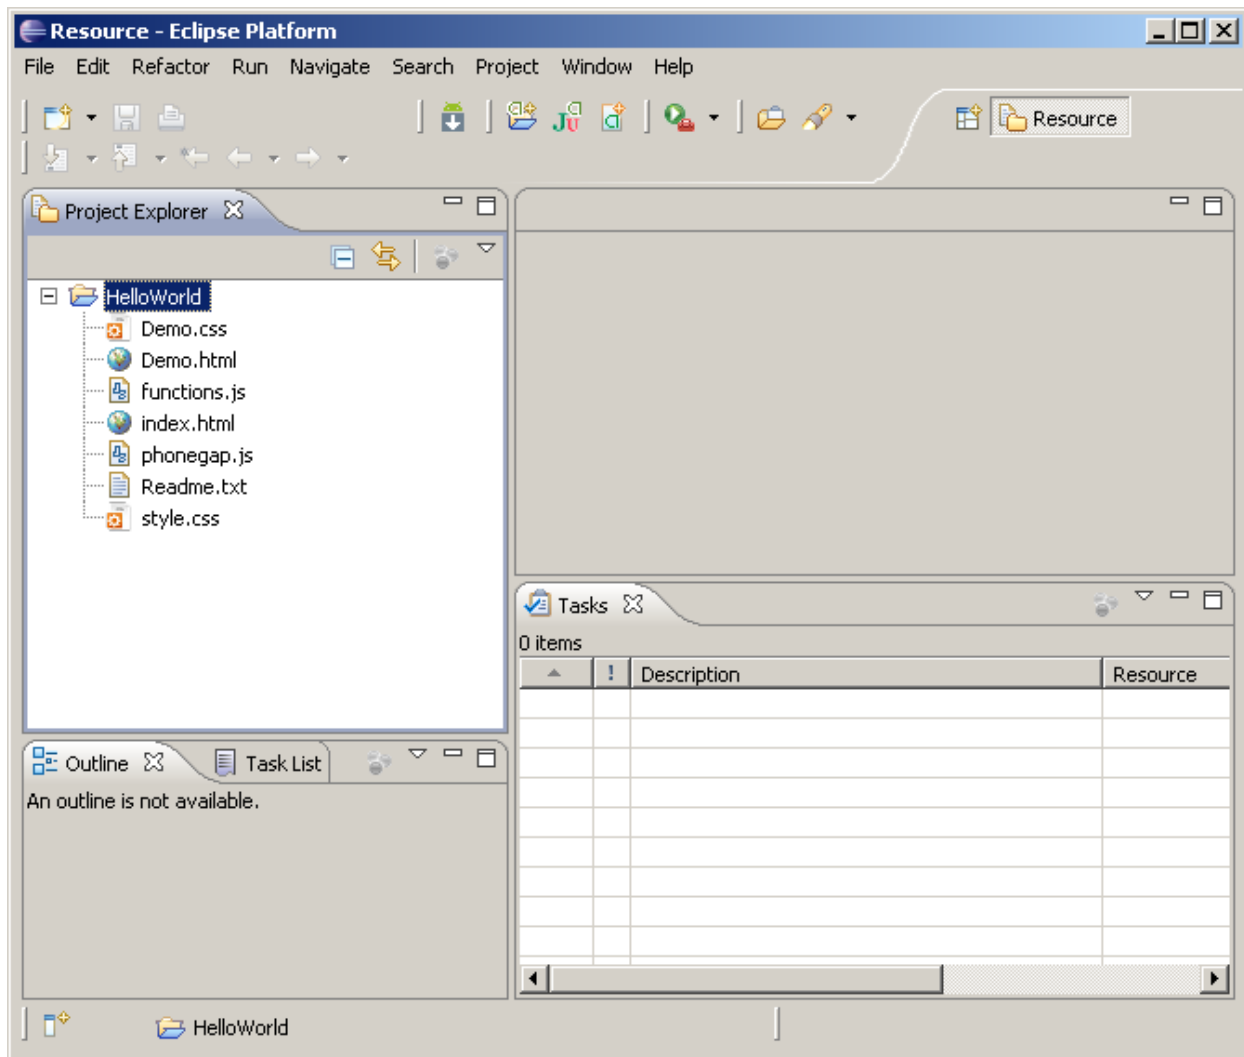 Resource - Eclipse Platform
File Edit Refactor Run Navigate Search Project Window Help
Resource
Project Explorer
HelloWorld
Demo.css
Demo.html
functions.js
index.html
phonegap.js
Readme.txt
style.css
Tasks
0 items
! Description Resource
Outline Task List
An outline is not available.
HelloWorld